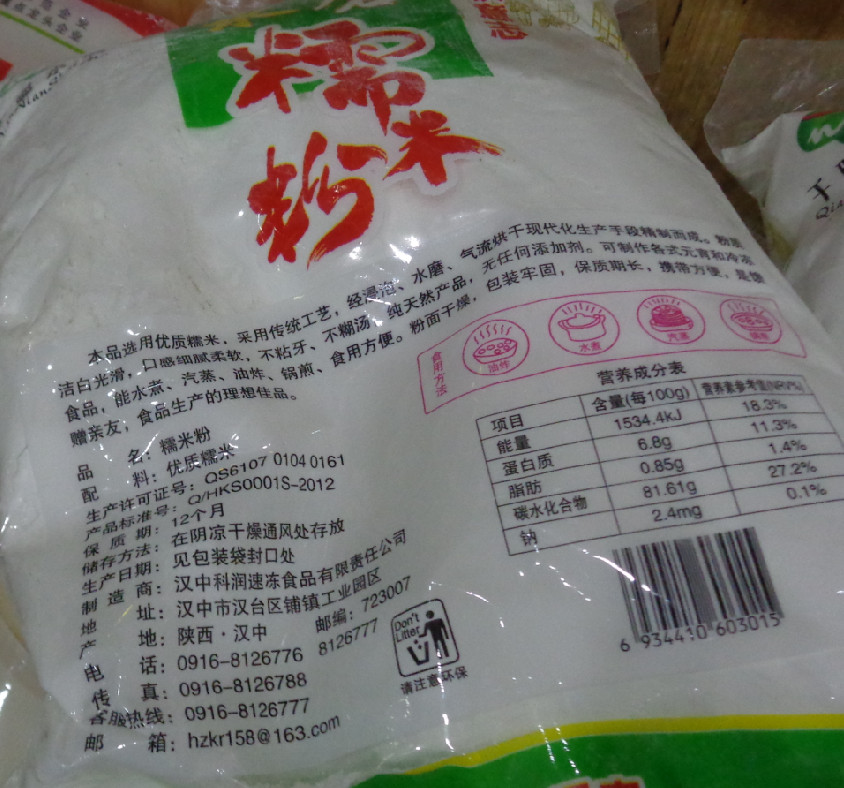 糯米
粉
本品选用优质糯米，采用传统工艺，经浸泡、水磨、气流烘干现代化生产手段精制而成。粉质
洁白光滑，口感细腻柔软，不粘牙、不糊汤，纯天然产品，无任何添加剂。可制作各式元宵和冷冻
食品，能水煮、汽蒸、油炸、锅煎、食用方便。粉面干燥，包装牢固，保质期长，携带方便，是馈
赠亲友，食品生产的理想佳品。
食用方法
油炸
水煮
汽蒸
品 名：糯米粉
配 料：优质糯米
生产许可证号：QS6107 0104 0161
产品标准号：Q/HKS0001S-2012
保 质 期：12个月
储存方法：在阴凉干燥通风处存放
生产日期：见包装袋封口处
制 造 商：汉中科润速冻食品有限责任公司
地 址：汉中市汉台区铺镇工业园区
产 地：陕西·汉中 邮编：723007
电 话：0916-8126776 8126777
传 真：0916-8126788
客服热线：0916-8126777
邮 箱：hzkr158@163.com
营养成分表
项目 含量(每100g) 营养素参考值(NRV%)
能量 1534.4kJ 18.3%
蛋白质 6.8g 11.3%
脂肪 0.85g 1.4%
碳水化合物 81.61g 27.2%
钠 2.4mg 0.1%
Don't
Litter
请注意环保
6 934410 603015